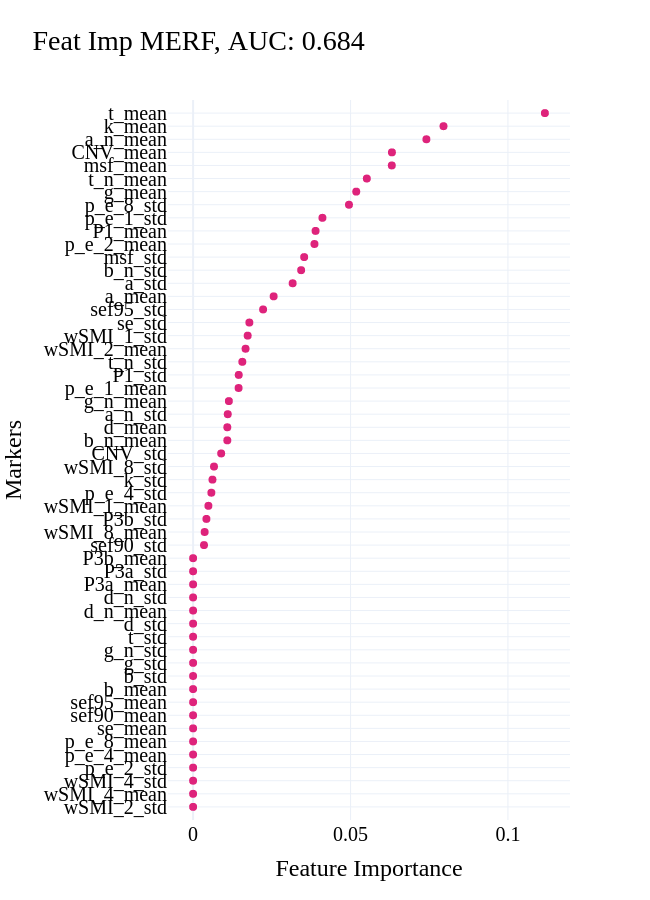 Feat Imp MERF, AUC: 0.684
t_mean
k_mean
a_n_mean
CNV_mean
msf_mean
t_n_mean
g_mean
p_e_8_std
p_e_1_std
P1_mean
p_e_2_mean
msf_std
b_n_std
a_std
a_mean
sef95_std
se_std
wSMI_1_std
wSMI_2_mean
t_n_std
P1_std
p_e_1_mean
g_n_mean
a_n_std
d_mean
b_n_mean
CNV_std
wSMI_8_std
k_std
p_e_4_std
wSMI_1_mean
P3b_std
wSMI_8_mean
sef90_std
P3b_mean
P3a_std
P3a_mean
d_n_std
d_n_mean
d_std
t_std
g_n_std
g_std
b_std
b_mean
sef95_mean
sef90_mean
se_mean
p_e_8_mean
p_e_4_mean
p_e_2_std
wSMI_4_std
wSMI_4_mean
wSMI_2_std
Markers
0
0.05
0.1
Feature Importance